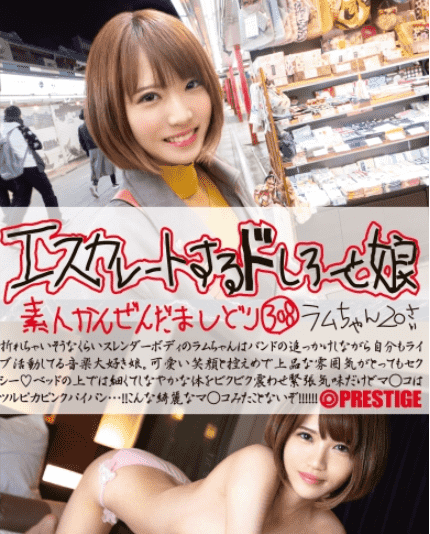 エスカレートするドしろーと娘
素人かんぜんだましどり 308 ラムちゃん20さい
折れちゃいそうなくらいスレンダーボディのラムちゃんはバンドの追っかけしながら自分もライ
ブ活動してる音楽大好き娘。可愛い笑顔と控えめで上品な雰囲気がとってもセク
シー♡ベッドの上では細くてしなやかな体をビクビク震わせ緊張気味だけどマ〇コは
ツルピカピンクパイパン…!!こんな綺麗なマ〇コみたことないぞ!!!!!!
PRESTIGE